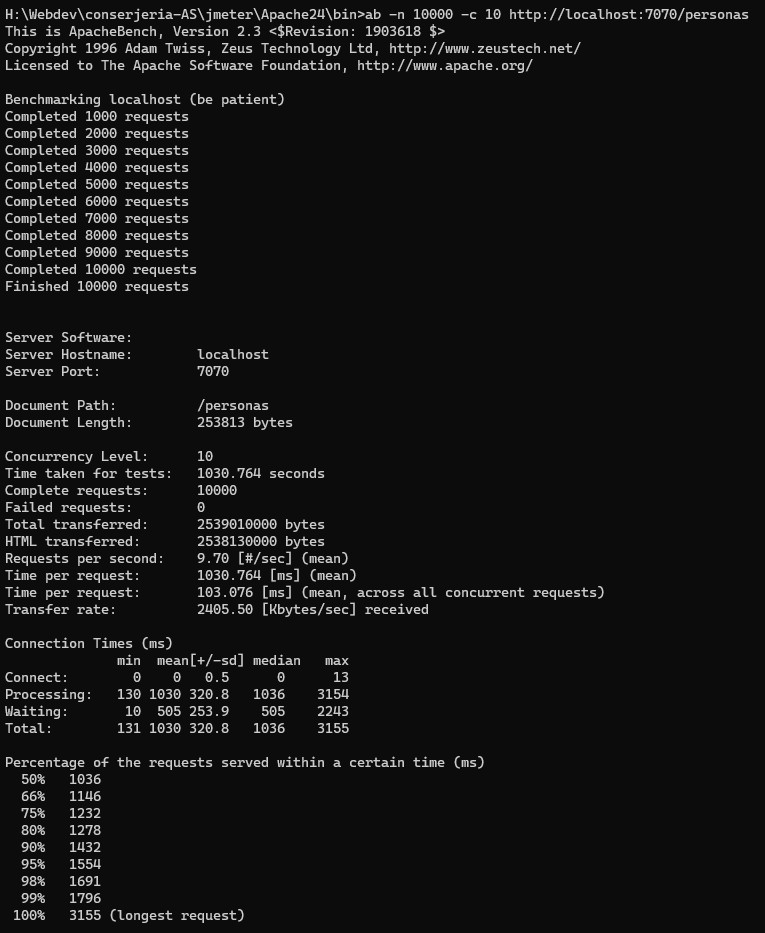 H:\Webdev\conserjeria-AS\jmeter\Apache24\bin>ab -n 10000 -c 10 http://localhost:7070/personas
This is ApacheBench, Version 2.3 <$Revision: 1903618 $>
Copyright 1996 Adam Twiss, Zeus Technology Ltd, http://www.zeustech.net/
Licensed to The Apache Software Foundation, http://www.apache.org/

Benchmarking localhost (be patient)
Completed 1000 requests
Completed 2000 requests
Completed 3000 requests
Completed 4000 requests
Completed 5000 requests
Completed 6000 requests
Completed 7000 requests
Completed 8000 requests
Completed 9000 requests
Completed 10000 requests
Finished 10000 requests


Server Software:
Server Hostname:        localhost
Server Port:            7070

Document Path:          /personas
Document Length:        253813 bytes

Concurrency Level:      10
Time taken for tests:   1030.764 seconds
Complete requests:      10000
Failed requests:        0
Total transferred:      2539010000 bytes
HTML transferred:       2538130000 bytes
Requests per second:    9.70 [#/sec] (mean)
Time per request:       1030.764 [ms] (mean)
Time per request:       103.076 [ms] (mean, across all concurrent requests)
Transfer rate:          2405.50 [Kbytes/sec] received

Connection Times (ms)
              min  mean[+/-sd] median   max
Connect:        0    0   0.5      0      13
Processing:   130 1030 320.8   1036    3154
Waiting:       10  505 253.9    505    2243
Total:        131 1030 320.8   1036    3155

Percentage of the requests served within a certain time (ms)
  50%   1036
  66%   1146
  75%   1232
  80%   1278
  90%   1432
  95%   1554
  98%   1691
  99%   1796
 100%   3155 (longest request)